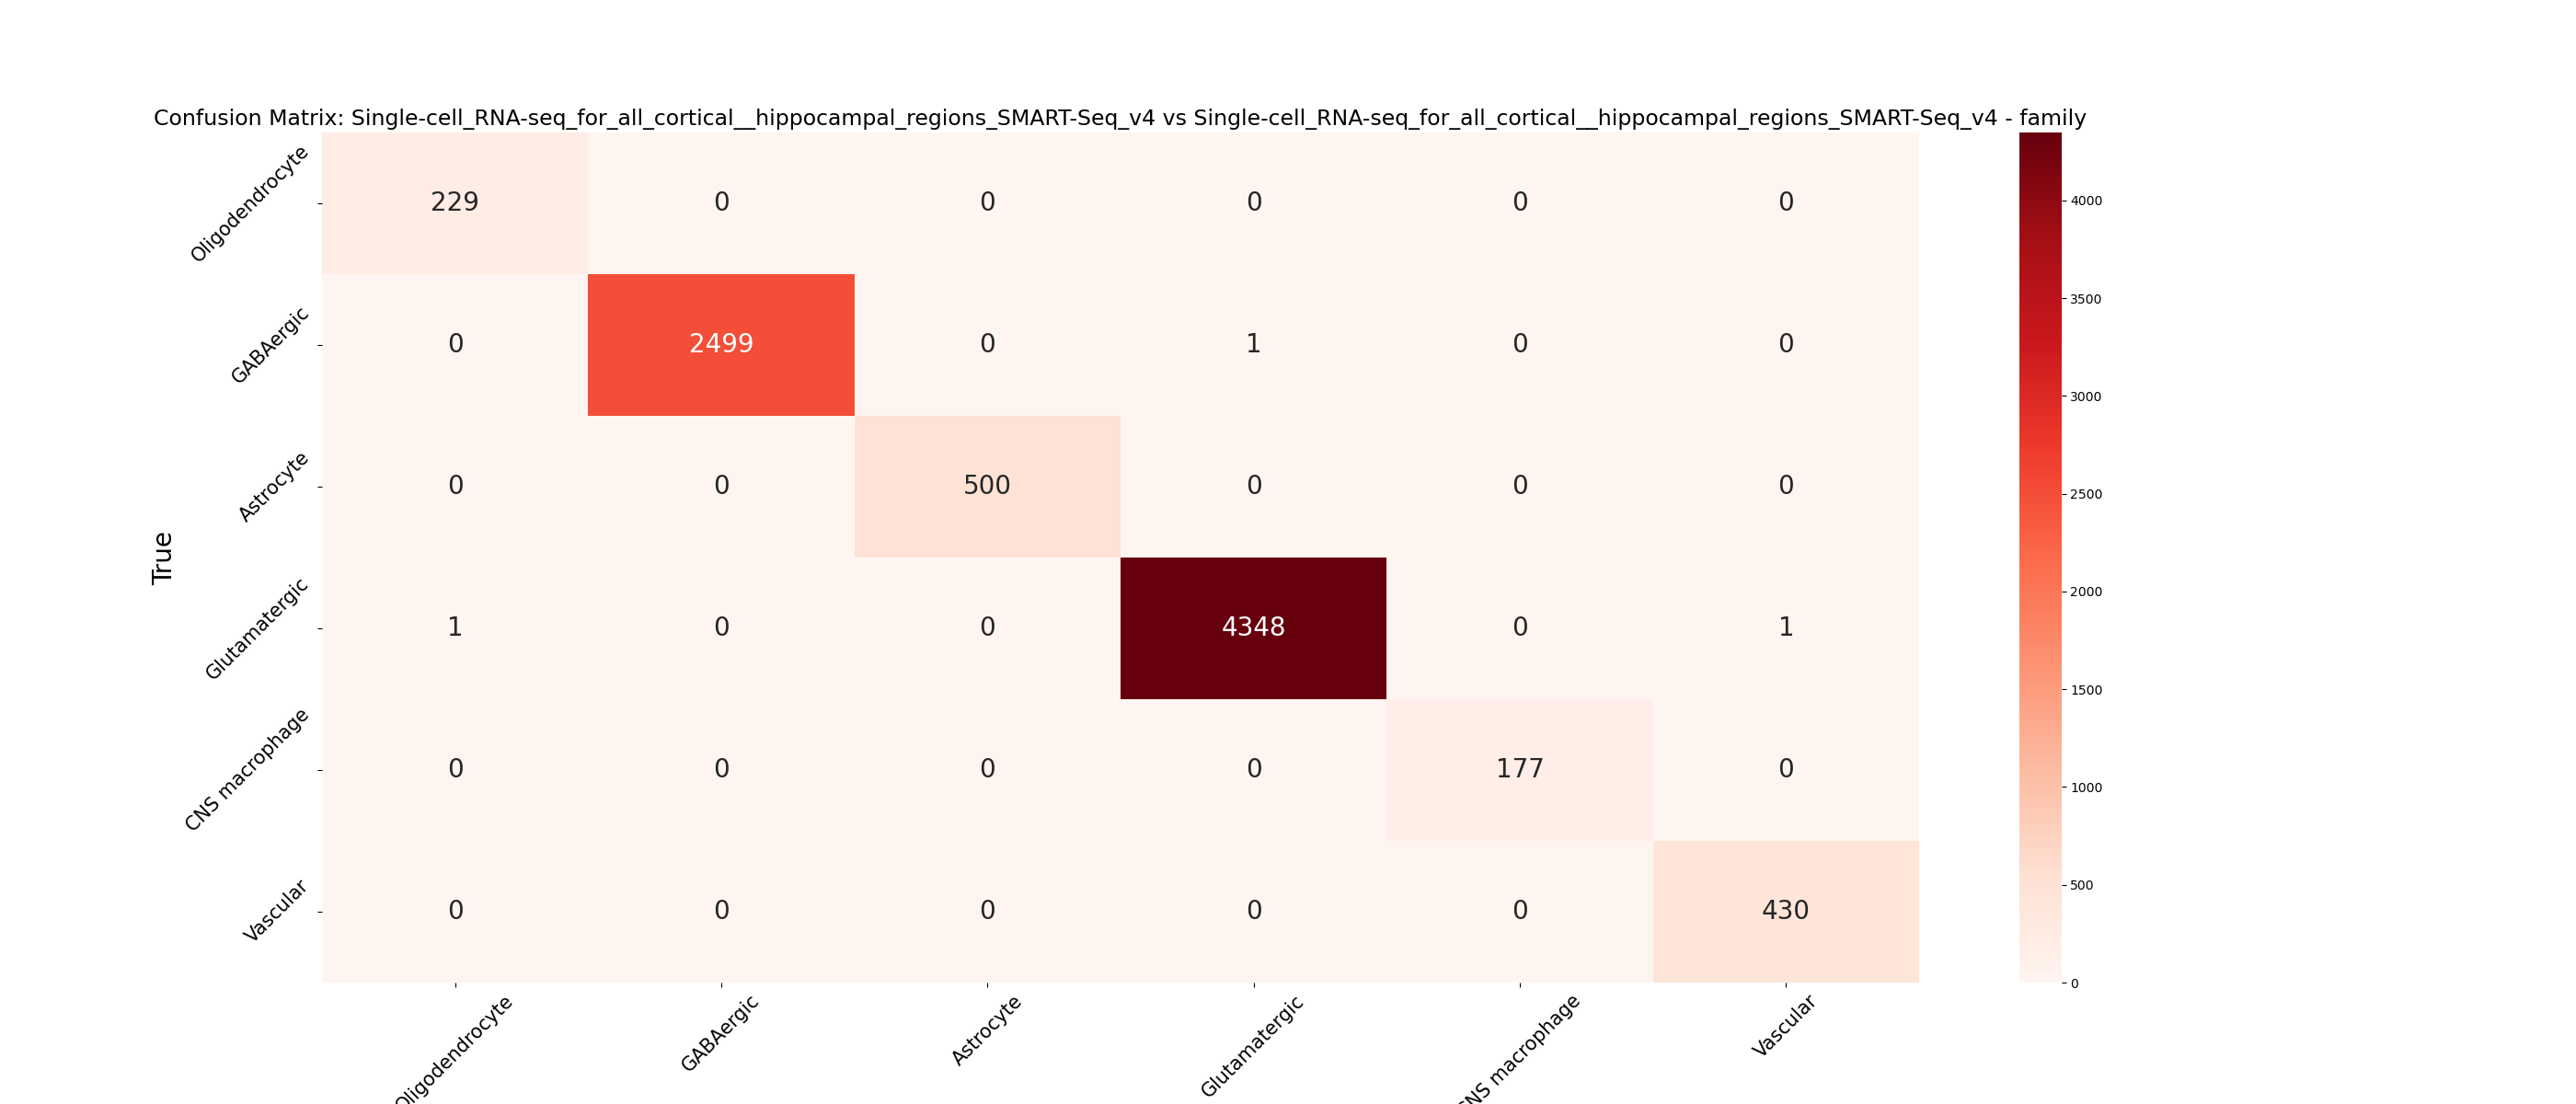 Confusion Matrix: Single-cell_RNA-seq_for_all_cortical__hippocampal_regions_SMART-Seq_v4 vs Single-cell_RNA-seq_for_all_cortical__hippocampal_regions_SMART-Seq_v4 - family
True
Oligodendrocyte
229 0 0 0 0 0
GABAergic
0 2499 0 1 0 0
Astrocyte
0 0 500 0 0 0
Glutamatergic
1 0 0 4348 0 1
CNS macrophage
0 0 0 0 177 0
Vascular
0 0 0 0 0 430
Oligodendrocyte
GABAergic
Astrocyte
Glutamatergic
CNS macrophage
Vascular
4000
3500
3000
2500
2000
1500
1000
500
0